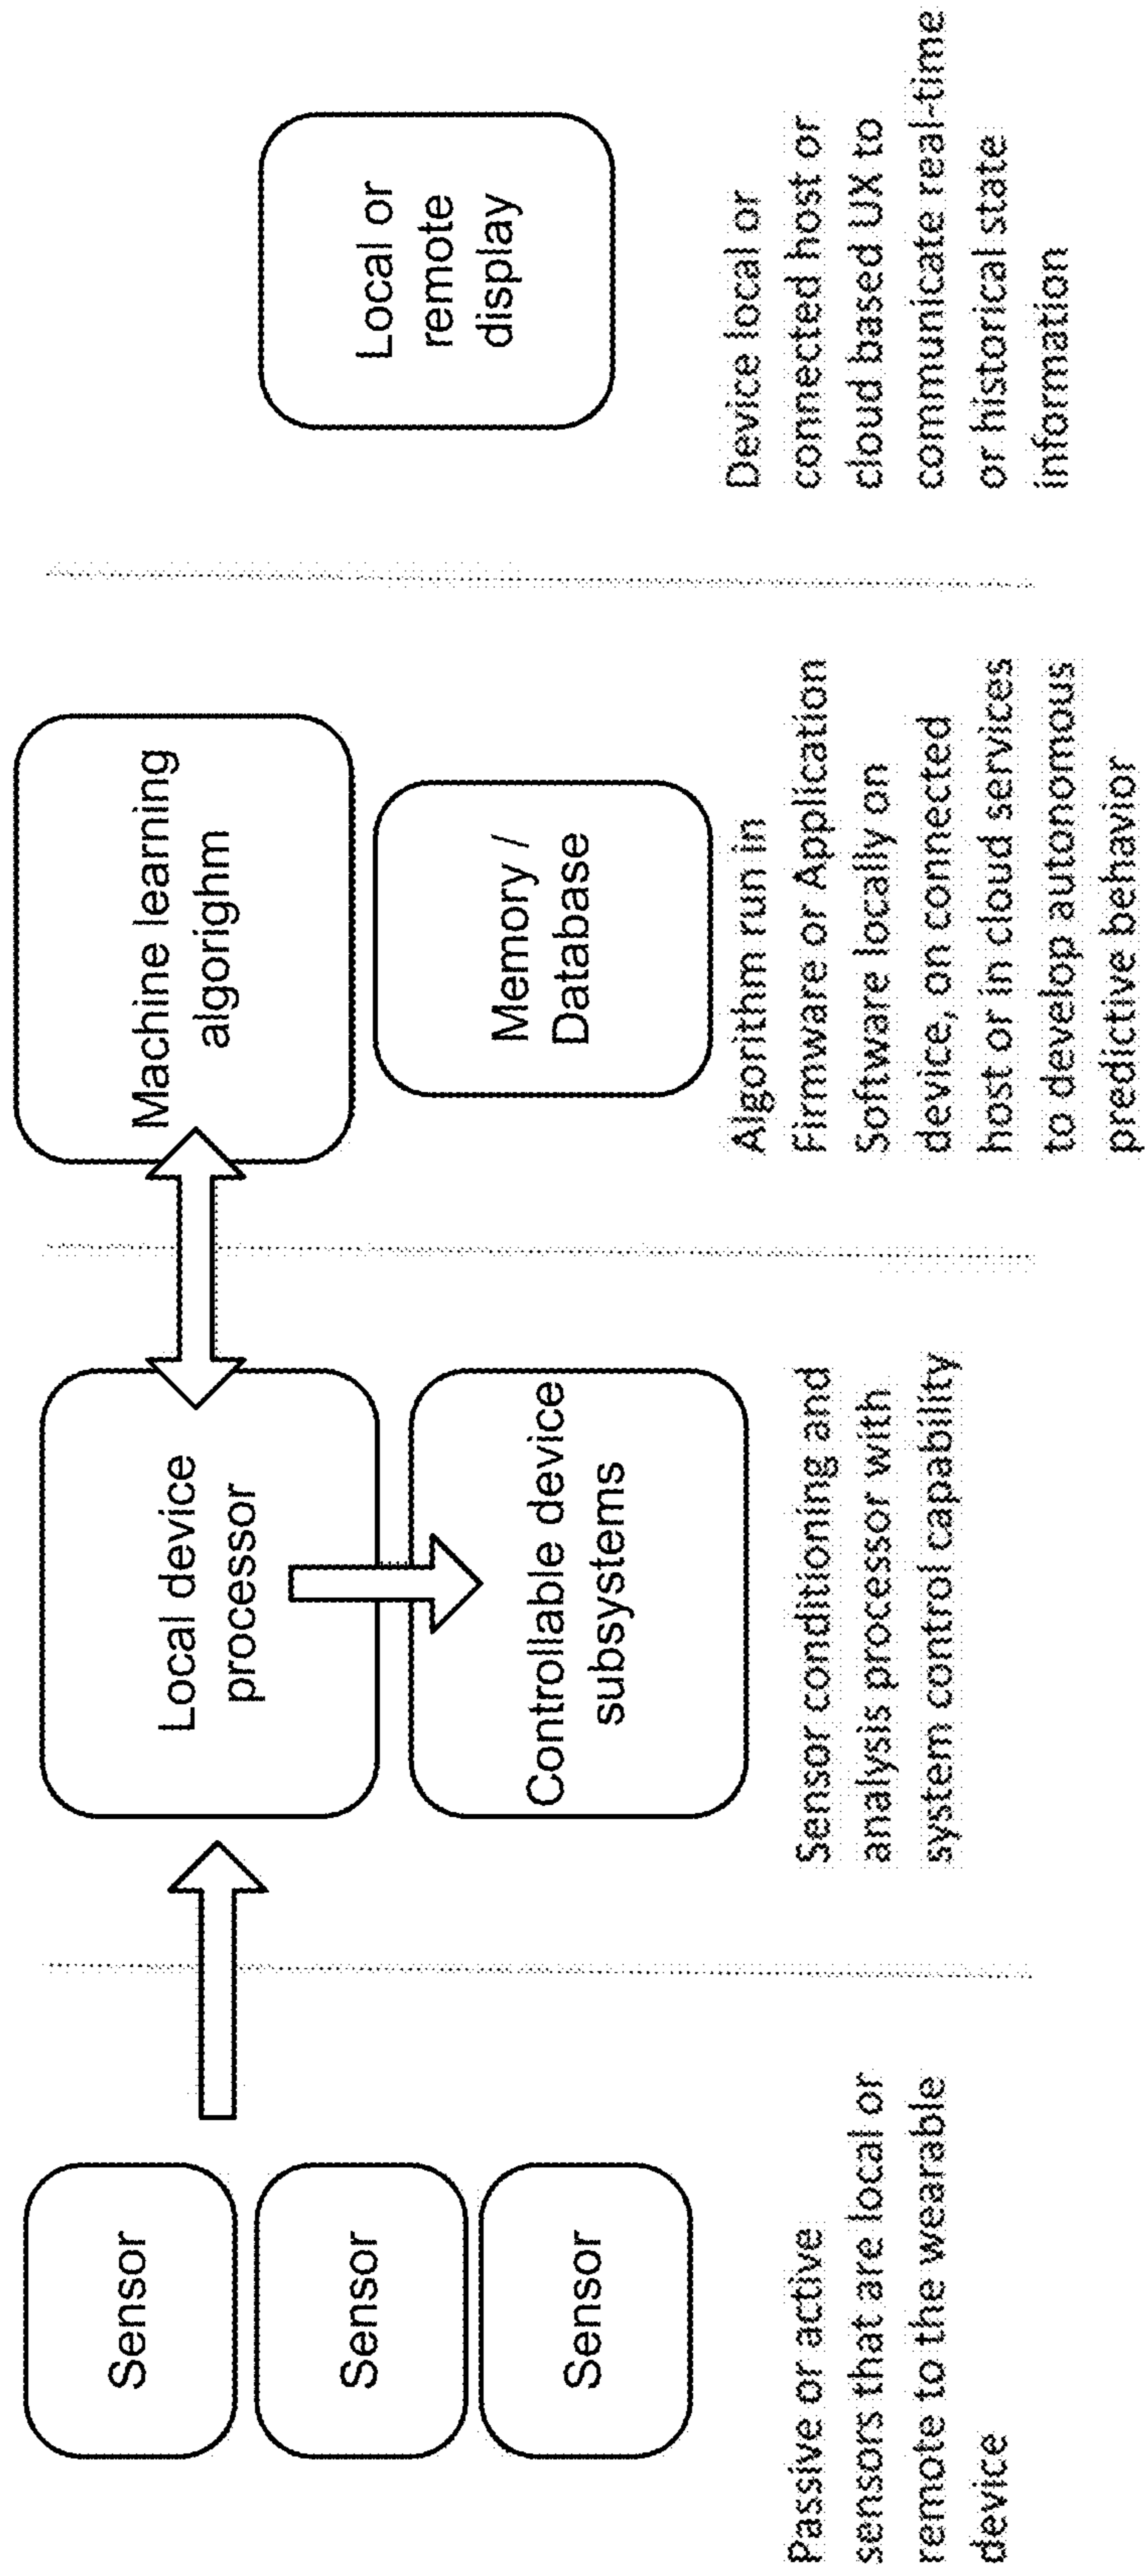 Sensor
Sensor
Sensor
Passive or active
sensors that are local or
remote to the wearable
device
Local device
processor
Controllable device
subsystems
Sensor conditioning and
analysis processor with
system control capability
Machine learning
algorighm
Memory /
Database
Algorithm run in
Firmware or Application
Software locally on
device, on connected
host or in cloud services
to develop autonomous
predictive behavior
Local or
remote
display
Device local or
connected host or
cloud based UX to
communicate real-time
or historical state
information